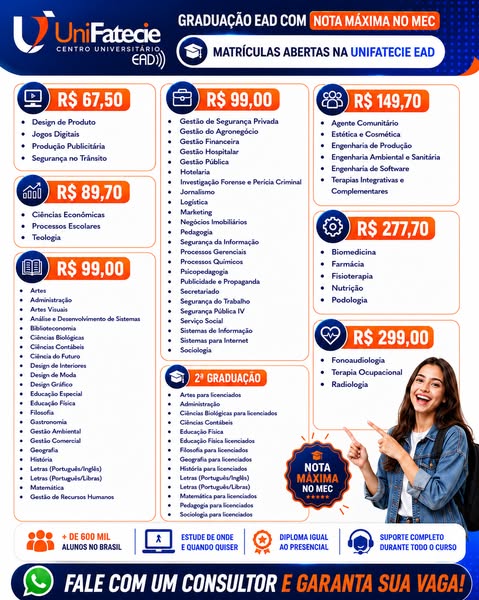 UniFatecie
CENTRO UNIVERSITÁRIO
EAD
GRADUAÇÃO EAD COM NOTA MÁXIMA NO MEC
MATRÍCULAS ABERTAS NA UNIFATECIE EAD
R$ 67,50
• Design de Produto
• Jogos Digitais
• Produção Publicitária
• Segurança no Trânsito
R$ 89,70
• Ciências Económicas
• Processos Escolares
• Teologia
R$ 99,00
• Artes
• Administração
• Artes Visuais
• Análise e Desenvolvimento de Sistemas
• Biblioteconomia
• Ciências Biológicas
• Ciências Contábeis
• Ciência do Futuro
• Design de Interiores
• Design de Moda
• Design Gráfico
• Educação Especial
• Educação Física
• Filosofia
• Gastronomia
• Gestão Ambiental
• Gestão Comercial
• Geografia
• História
• Letras (Português/Inglês)
• Letras (Português/Libras)
• Matemática
• Gestão de Recursos Humanos
R$ 99,00
• Gestão de Segurança Privada
• Gestão do Agronegócio
• Gestão Financeira
• Gestão Hospitalar
• Gestão Pública
• Hotelaria
• Investigação Forense e Perícia Criminal
• Jornalismo
• Logística
• Marketing
• Negócios Imobiliários
• Pedagogia
• Segurança da Informação
• Processos Gerenciais
• Processos Químicos
• Psicopedagogia
• Publicidade e Propaganda
• Secretariado
• Segurança do Trabalho
• Segurança Pública IV
• Serviço Social
• Sistemas de Informação
• Sistemas para Internet
• Sociologia
2ª GRADUAÇÃO
• Artes para licenciados
• Administração
• Ciências Biológicas para licenciados
• Ciências Contábeis
• Educação Física
• Educação Física licenciados
• Filosofia para licenciados
• Geografia para licenciados
• História para licenciados
• Letras (Português/Inglês)
• Letras (Português/Libras)
• Matemática para licenciados
• Pedagogia para licenciados
• Sociologia para licenciados
R$ 149,70
• Agente Comunitário
• Estética e Cosmética
• Engenharia de Produção
• Engenharia Ambiental e Sanitária
• Engenharia de Software
• Terapias Integrativas e
Complementares
R$ 277,70
• Biomedicina
• Farmácia
• Fisioterapia
• Nutrição
• Podologia
R$ 299,00
• Fonoaudiologia
• Terapia Ocupacional
• Radiologia
NOTA
MÁXIMA
NO MEC
+ DE 600 MIL
ALUNOS NO BRASIL
ESTUDE DE ONDE
E QUANDO QUISER
DIPLOMA IGUAL
AO PRESENCIAL
SUPORTE COMPLETO
DURANTE TODO O CURSO
FALE COM UM CONSULTOR E GARANTA SUA VAGA!